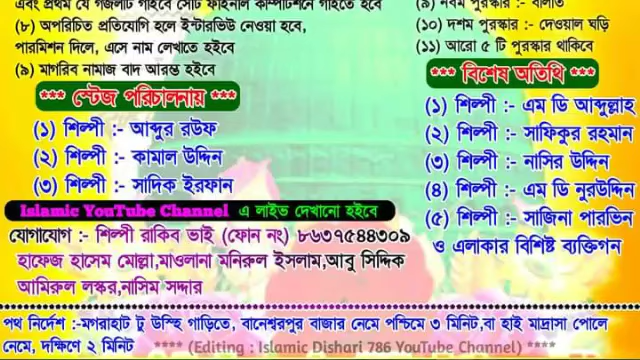 এবং প্রথম যে গজলটি গাইবে সেটি ফাইনাল কম্পিটিশনে গাইতে হবে
(৮) অপরিচিত প্রতিযোগি হলে ইন্টারভিউ নেওয়া হবে,
পারমিশন দিলে, এসে নাম লেখাতে হইবে
(৯) মাগরিব নামাজ বাদ আরম্ভ হইবে
*** স্টেজ পরিচালনায় ***
(১) শিল্পী :- আব্দুর রউফ
(২) শিল্পী :- কামাল উদ্দিন
(৩) শিল্পী :- সাদিক ইরফান
(৯) নবম পুরস্কার :- বালতি
(১০) দশম পুরস্কার :- দেওয়াল ঘড়ি
(১১) আরো ৫ টি পুরস্কার থাকিবে
*** বিশেষ অতিথি ***
(১) শিল্পী :- এম ডি আব্দুল্লাহ
(২) শিল্পী :- সাফিকুর রহমান
(৩) শিল্পী :- নাসির উদ্দিন
(৪) শিল্পী :- এম ডি নুরউদ্দিন
(৫) শিল্পী :- সাজিনা পারভিন
ও এলাকার বিশিষ্ট ব্যক্তিগন
Islamic YouTube Channel এ লাইভ দেখানো হইবে
যোগাযোগ :- শিল্পী রাকিব ভাই (ফোন নং) ৮৬৩৭৫৪৪৩০৯
হাফেজ হাসেম মোল্লা,মাওলানা মনিরুল ইসলাম,আবু সিদ্দিক
আমিরুল লস্কর,নাসিম সদ্দার
পথ নির্দেশ :-মগরাহাট টু উস্থি গাড়িতে, বানেশ্বরপুর বাজার নেমে পশ্চিমে ৩ মিনিট,বা হাই মাদ্রাসা পোলে
নেমে, দক্ষিণে ২ মিনিট **** (Editing : Islamic Dishari 786 YouTube Channel) ****